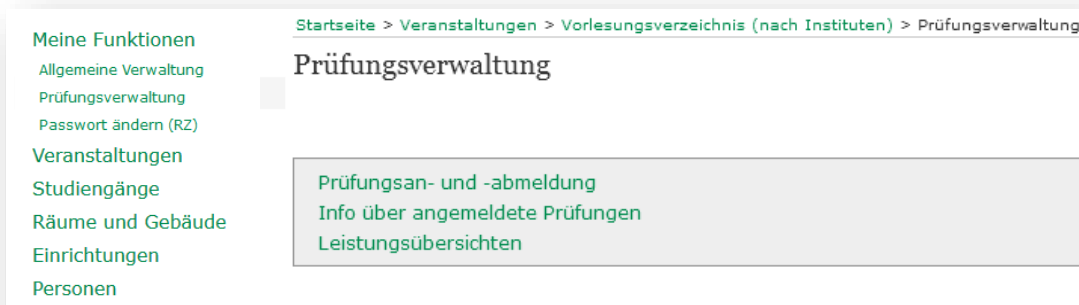 Meine Funktionen
Allgemeine Verwaltung
Prüfungsverwaltung
Passwort ändern (RZ)
Veranstaltungen
Studiengänge
Räume und Gebäude
Einrichtungen
Personen
Startseite > Veranstaltungen > Vorlesungsverzeichnis (nach Instituten) > Prüfungsverwaltung
Prüfungsverwaltung
Prüfungsan- und -abmeldung
Info über angemeldete Prüfungen
Leistungsübersichten